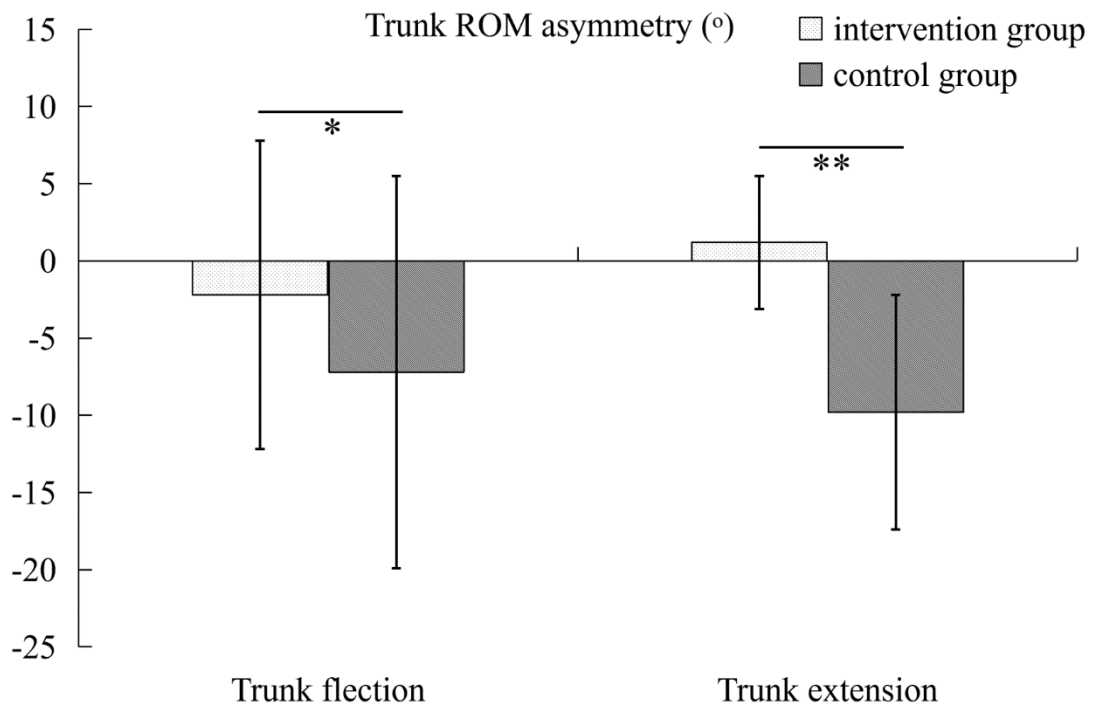 Trunk ROM asymmetry (°)
intervention group
control group
15
10
5
0
-5
-10
-15
-20
-25
*
**
Trunk flection
Trunk extension